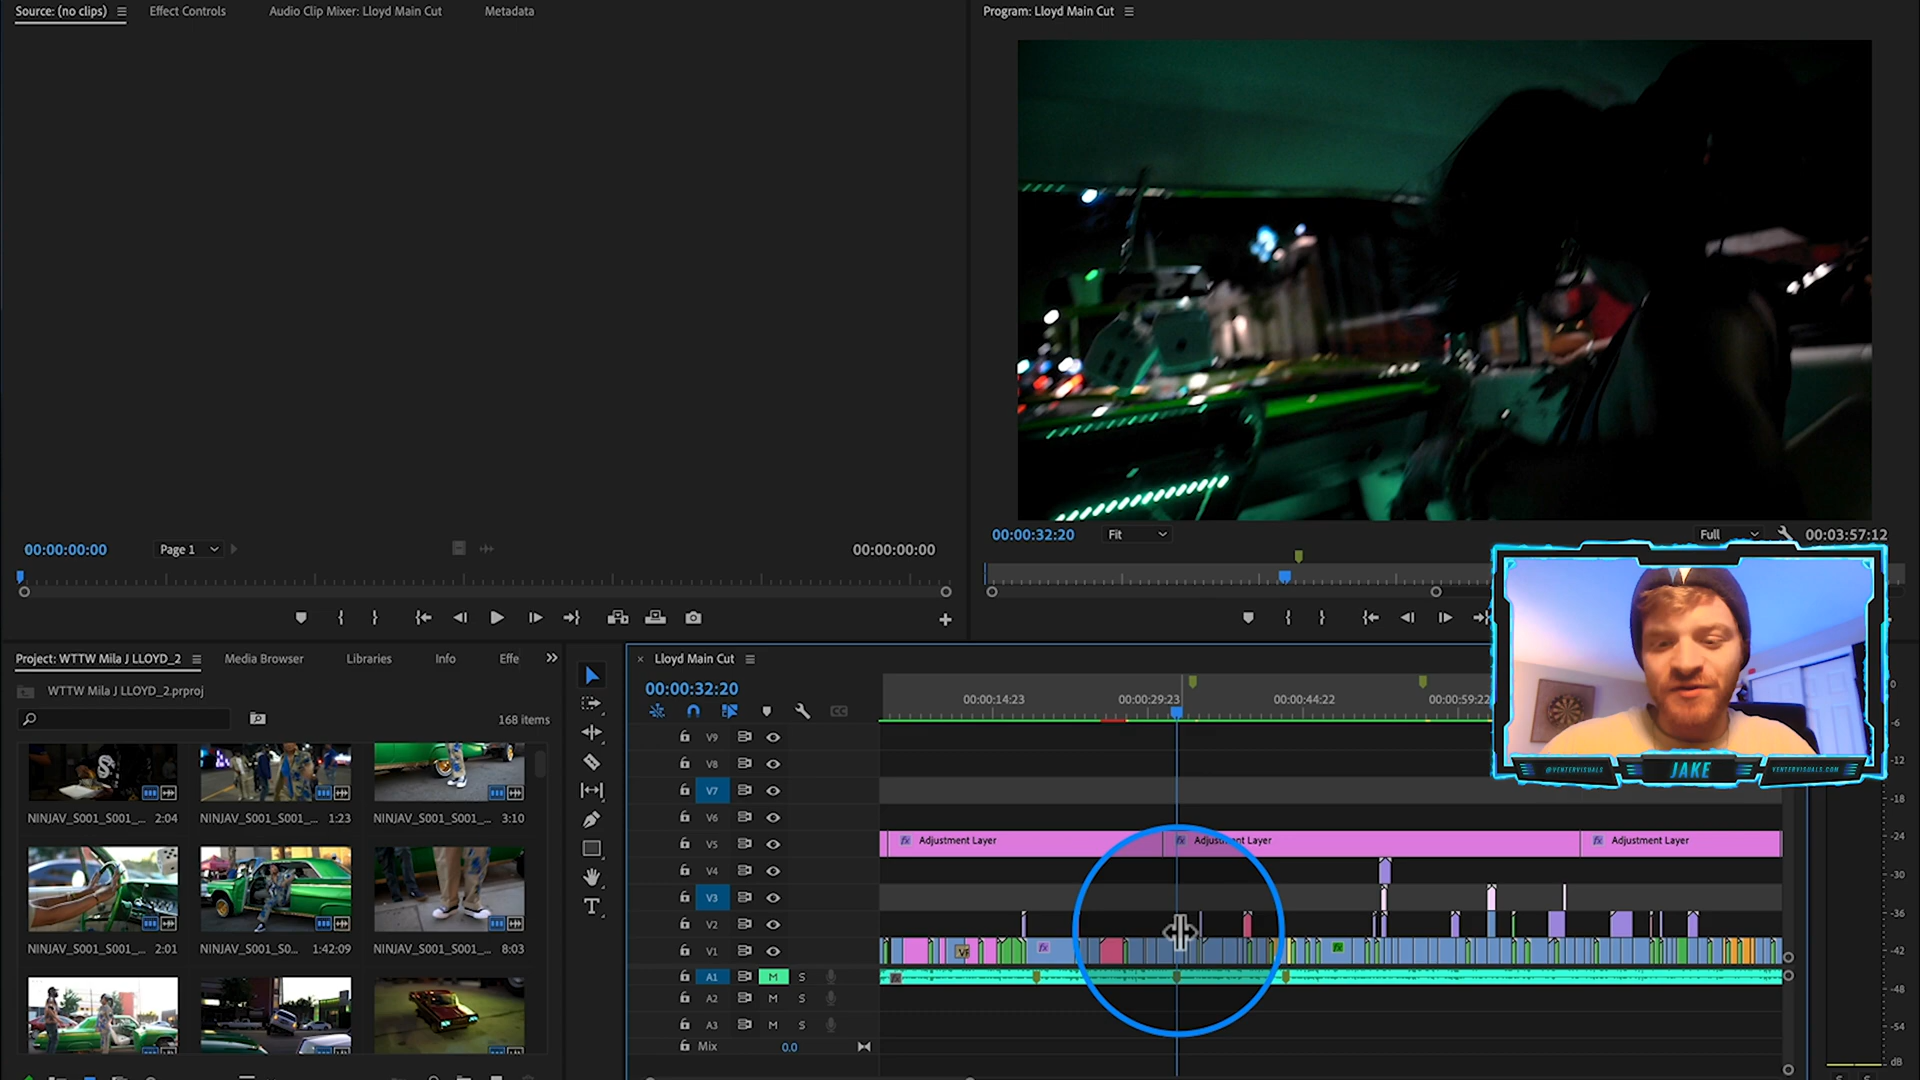 Source: (no clips)
Effect Controls
Audio Clip Mixer: Lloyd Main Cut
Metadata
Program: Lloyd Main Cut
00:00:00:00
Page 1
00:00:00:00
00:00:32:20
Fit
Full
00:03:57:12
Project: WTTW Mila J LLOYD_2
Media Browser
Libraries
Info
Effe
WTTW Mila J LLOYD_2.prproj
168 items
NINJAV_S001_S001_... 2:04
NINJAV_S001_S001_... 1:23
NINJAV_S001_S001_... 3:10
NINJAV_S001_S001_... 2:01
NINJAV_S001_S0... 1:42:09
NINJAV_S001_S001_... 8:03
Lloyd Main Cut
00:00:32:20
00:00:14:23
00:00:29:23
00:00:44:22
00:00:59:22
V9
V8
V7
V6
V5
fx Adjustment Layer
fx Adjustment Layer
fx Adjustment Layer
V4
V3
V2
V1
A1 M S
A2 M S
A3 M S
Mix 0.0
@VENTERVISUALS
JAKE
VENTERVISUALS.COM
0
-6
-12
-18
-24
-30
-36
-42
-48
-54
dB